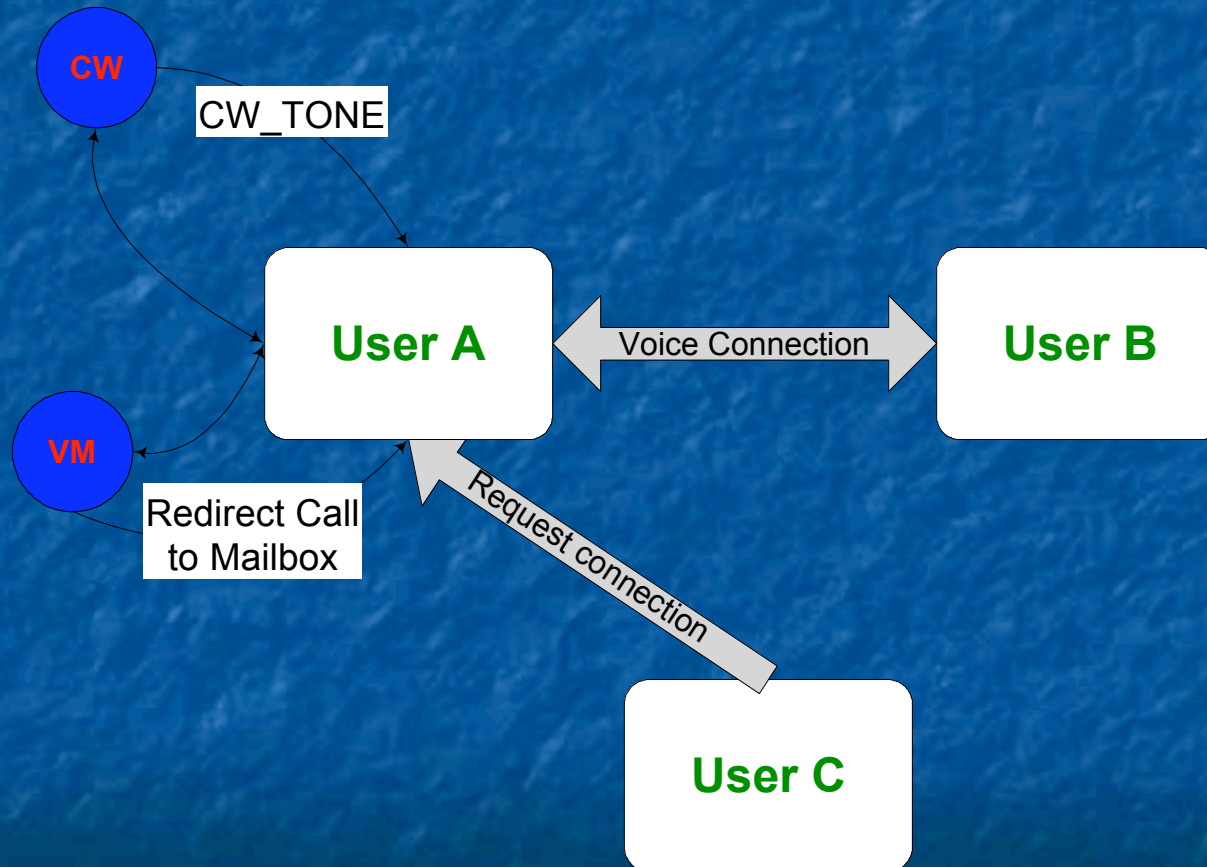 CW
CW_TONE
User A
Voice Connection
User B
VM
Redirect Call
to Mailbox
Request connection
User C